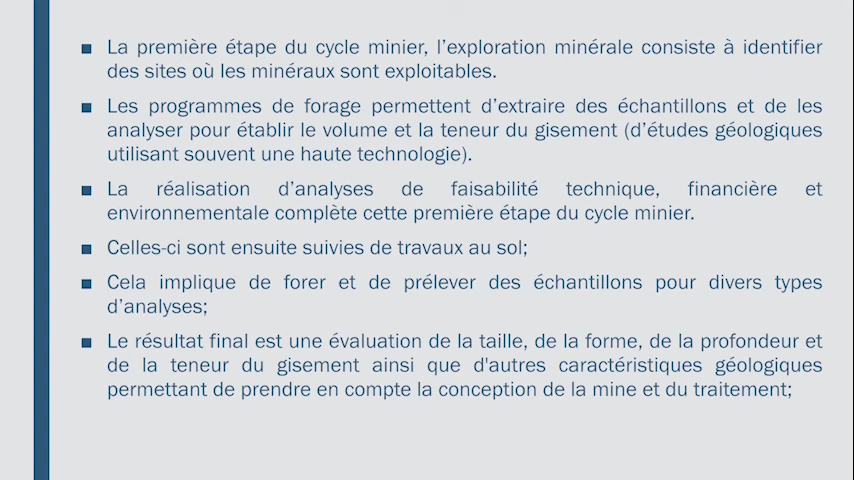 La première étape du cycle minier, l’exploration minérale consiste à identifier
des sites où les minéraux sont exploitables.
Les programmes de forage permettent d’extraire des échantillons et de les
analyser pour établir le volume et la teneur du gisement (d’études géologiques
utilisant souvent une haute technologie).
La réalisation d’analyses de faisabilité technique, financière et
environnementale complète cette première étape du cycle minier.
Celles-ci sont ensuite suivies de travaux au sol;
Cela implique de forer et de prélever des échantillons pour divers types
d’analyses;
Le résultat final est une évaluation de la taille, de la forme, de la profondeur et
de la teneur du gisement ainsi que d'autres caractéristiques géologiques
permettant de prendre en compte la conception de la mine et du traitement;